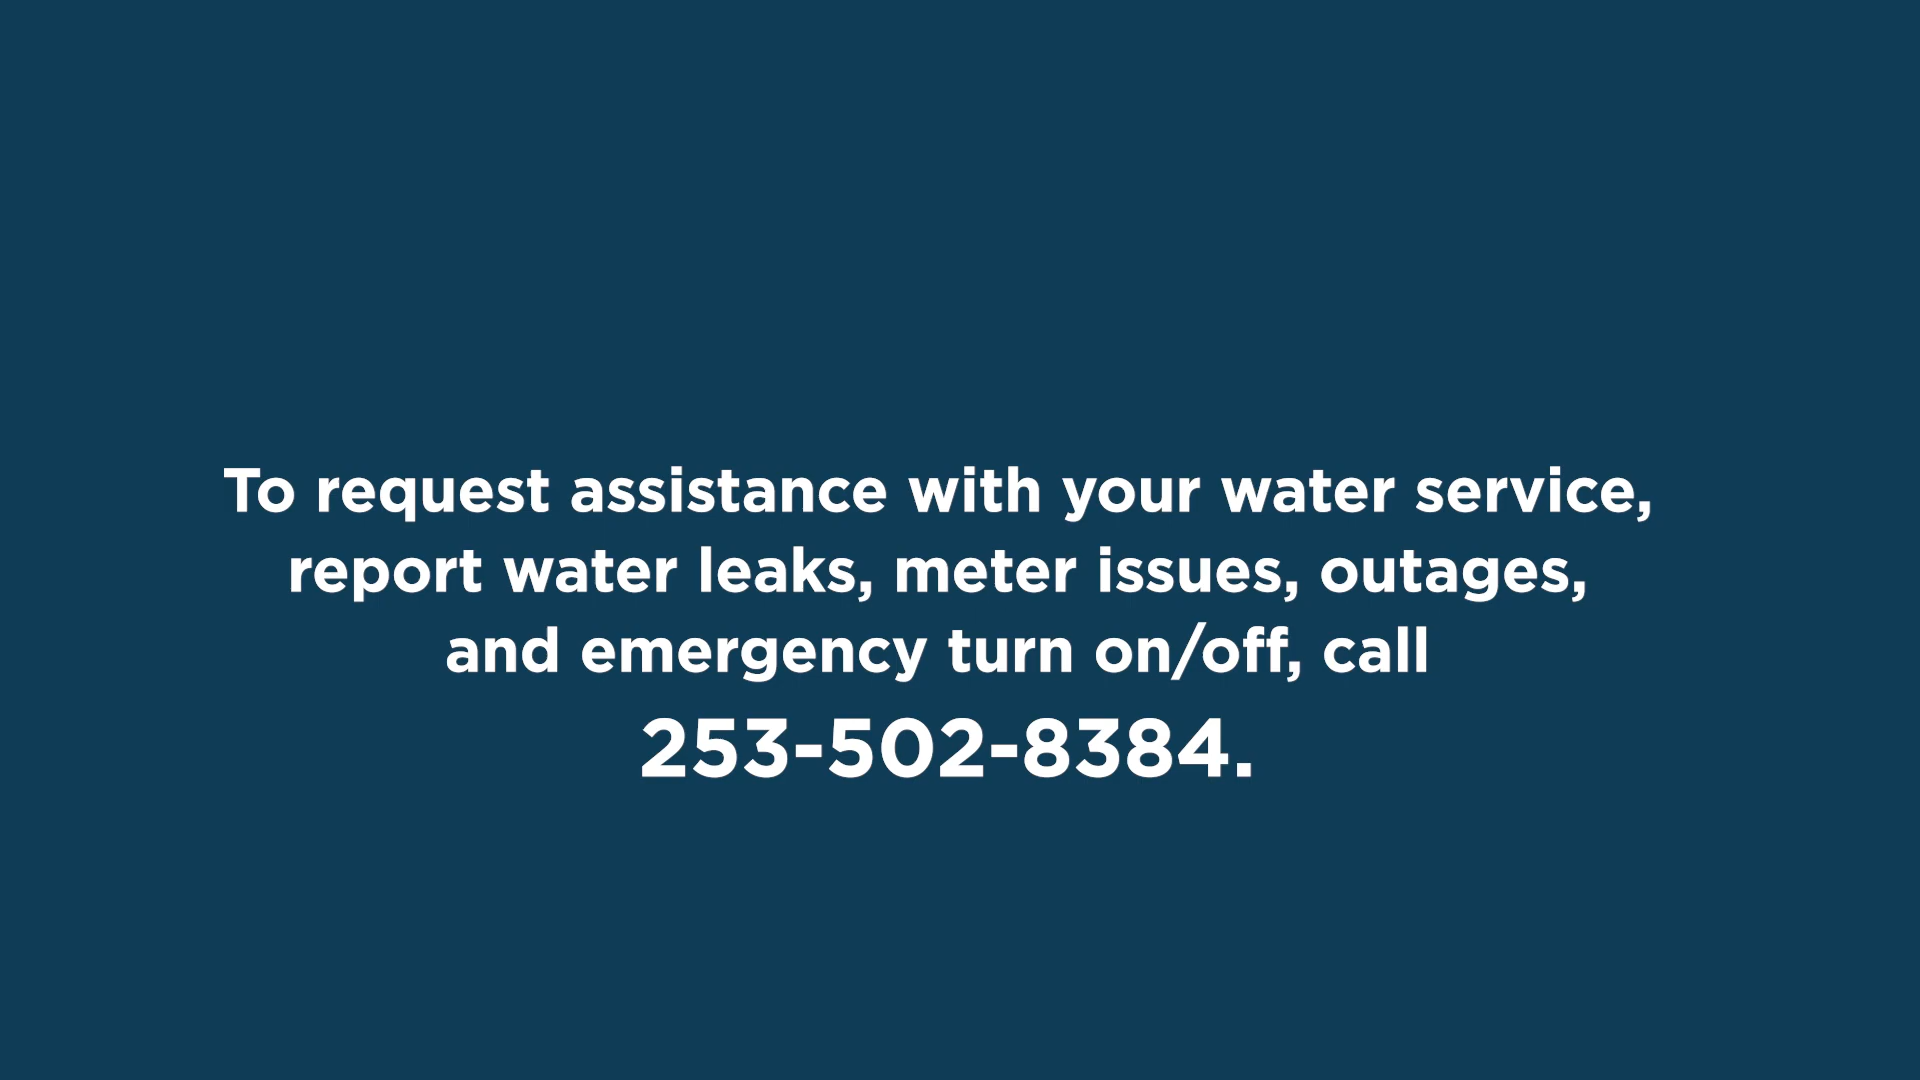 To request assistance with your water service,
report water leaks, meter issues, outages,
and emergency turn on/off, call
253-502-8384.